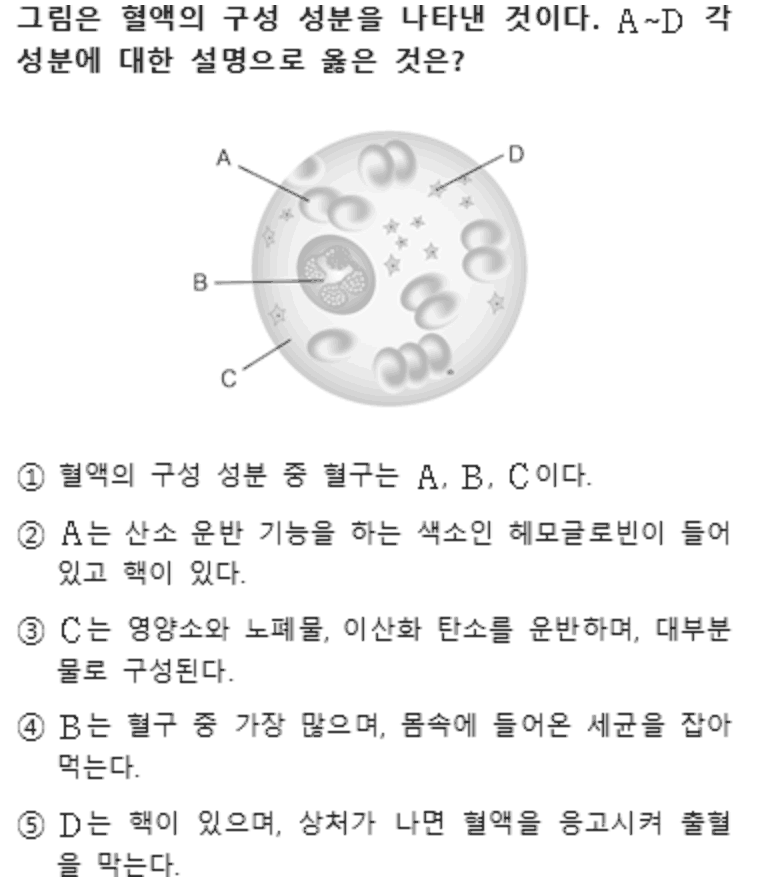 그림은 혈액의 구성 성분을 나타낸 것이다. A~D 각
성분에 대한 설명으로 옳은 것은?
A
D
B
C
① 혈액의 구성 성분 중 혈구는 A, B, C이다.
② A는 산소 운반 기능을 하는 색소인 헤모글로빈이 들어
있고 핵이 있다.
③ C는 영양소와 노폐물, 이산화 탄소를 운반하며, 대부분
물로 구성된다.
④ B는 혈구 중 가장 많으며, 몸속에 들어온 세균을 잡아
먹는다.
⑤ D는 핵이 있으며, 상처가 나면 혈액을 응고시켜 출혈
을 막는다.